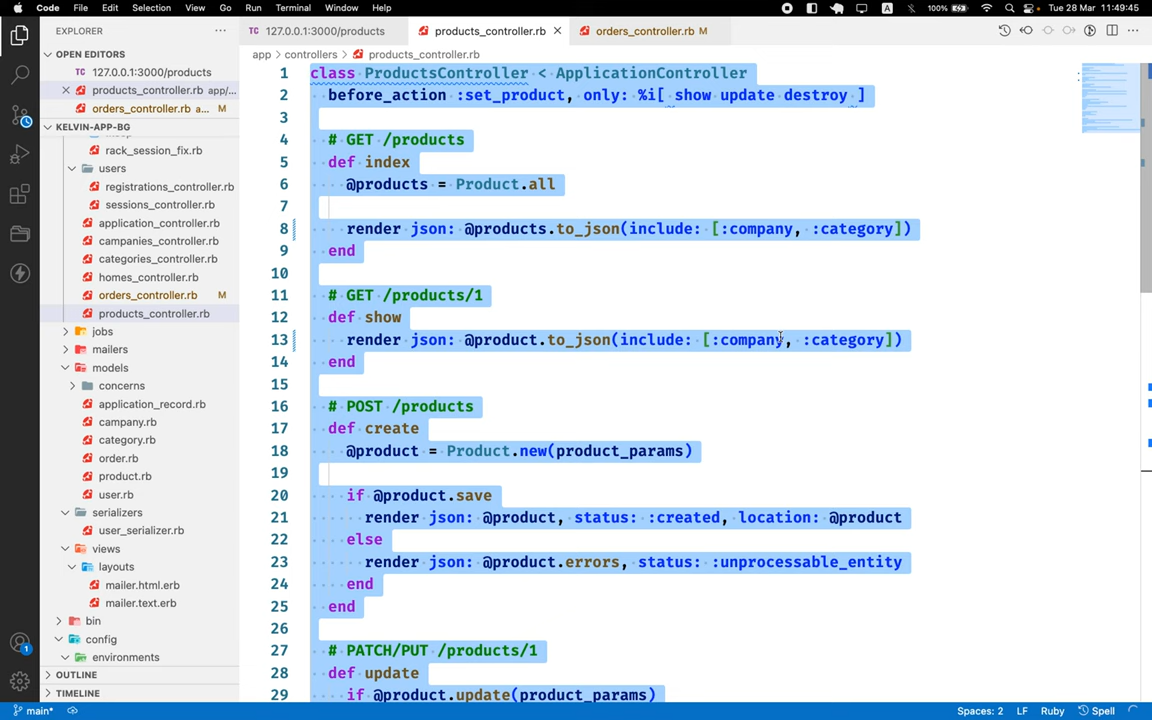 Code File Edit Selection View Go Run Terminal Window Help
100% Tue 28 Mar 11:49:45
EXPLORER
OPEN EDITORS
TC 127.0.0.1:3000/products
products_controller.rb app/...
orders_controller.rb a... M
KELVIN-APP-BG
rack_session_fix.rb
users
registrations_controller.rb
sessions_controller.rb
application_controller.rb
companies_controller.rb
categories_controller.rb
homes_controller.rb
orders_controller.rb M
products_controller.rb
jobs
mailers
models
concerns
application_record.rb
campany.rb
category.rb
order.rb
product.rb
user.rb
serializers
user_serializer.rb
views
layouts
mailer.html.erb
mailer.text.erb
bin
config
environments
OUTLINE
TIMELINE
TC 127.0.0.1:3000/products products_controller.rb orders_controller.rb M
app > controllers > products_controller.rb
1 class ProductsController < ApplicationController
2 before_action :set_product, only: %i[ show update destroy ]
3
4 # GET /products
5 def index
6 @products = Product.all
7
8 render json: @products.to_json(include: [:company, :category])
9 end
10
11 # GET /products/1
12 def show
13 render json: @product.to_json(include: [:company, :category])
14 end
15
16 # POST /products
17 def create
18 @product = Product.new(product_params)
19
20 if @product.save
21 render json: @product, status: :created, location: @product
22 else
23 render json: @product.errors, status: :unprocessable_entity
24 end
25 end
26
27 # PATCH/PUT /products/1
28 def update
29 if @product.update(product_params)
main* Spaces: 2 LF Ruby Spell